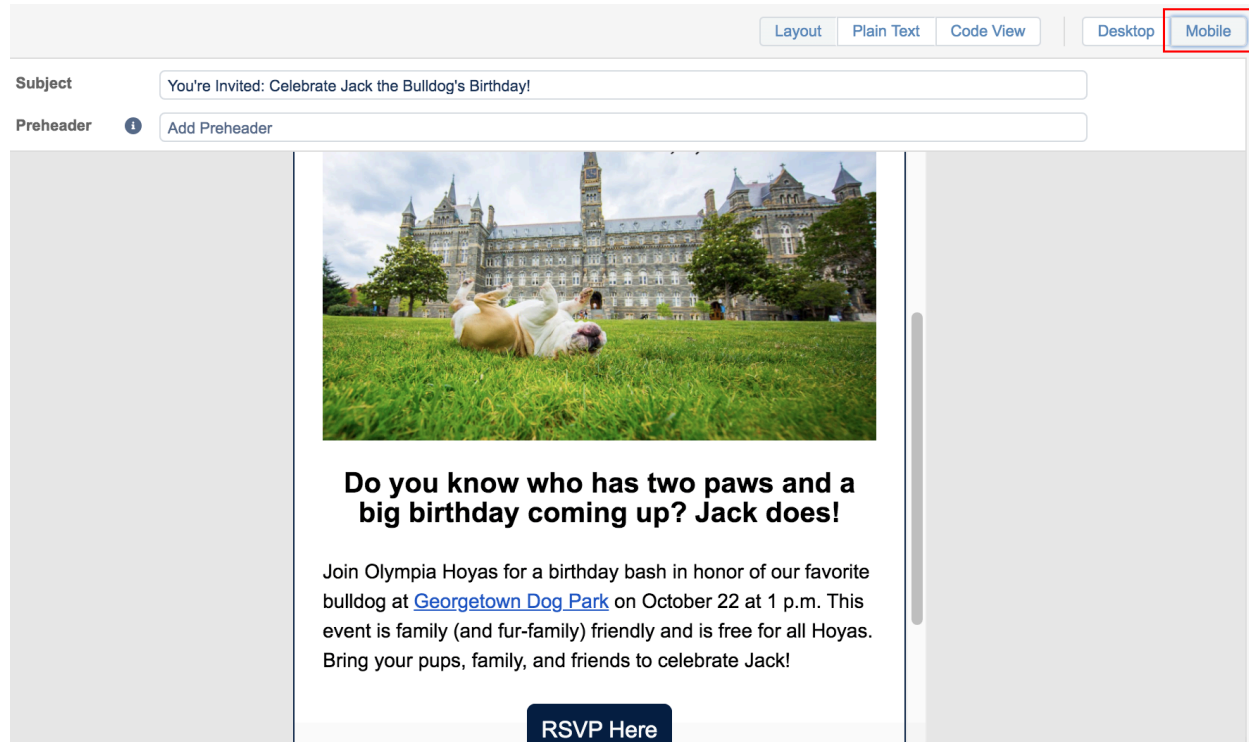 Layout Plain Text Code View Desktop Mobile
Subject You're Invited: Celebrate Jack the Bulldog's Birthday!
Preheader i Add Preheader
Do you know who has two paws and a
big birthday coming up? Jack does!
Join Olympia Hoyas for a birthday bash in honor of our favorite
bulldog at Georgetown Dog Park on October 22 at 1 p.m. This
event is family (and fur-family) friendly and is free for all Hoyas.
Bring your pups, family, and friends to celebrate Jack!
RSVP Here